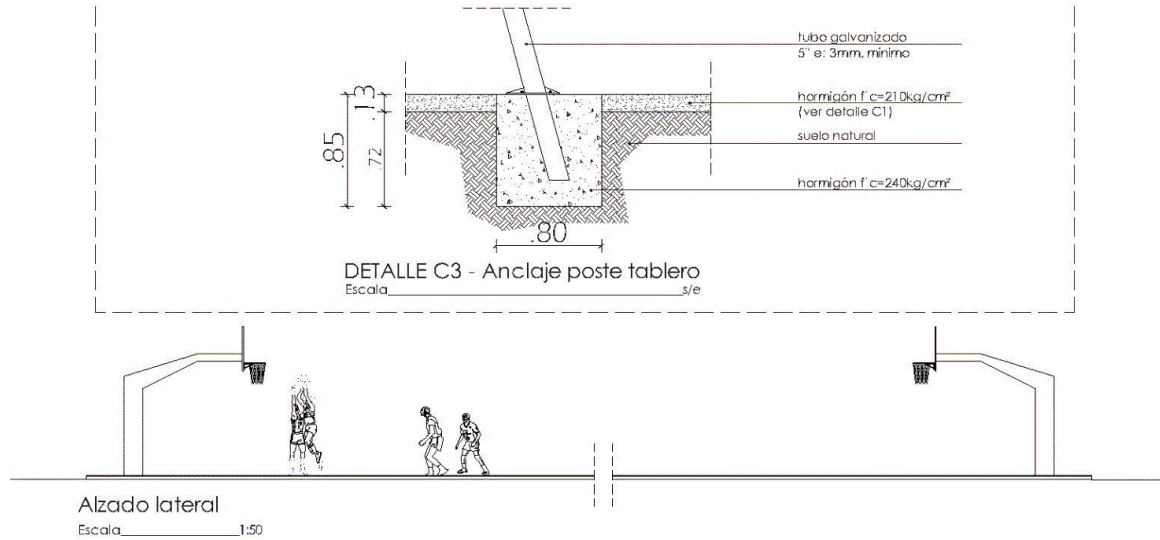 tubo galvanizado
5" e: 3mm, mínimo
hormigón f´c=210kg/cm²
(ver detalle C1)
suelo natural
hormigón f´c=240kg/cm²
.13
.85
.72
.80
DETALLE C3 - Anclaje poste tablero
Escala s/e
Alzado lateral
Escala 1:50